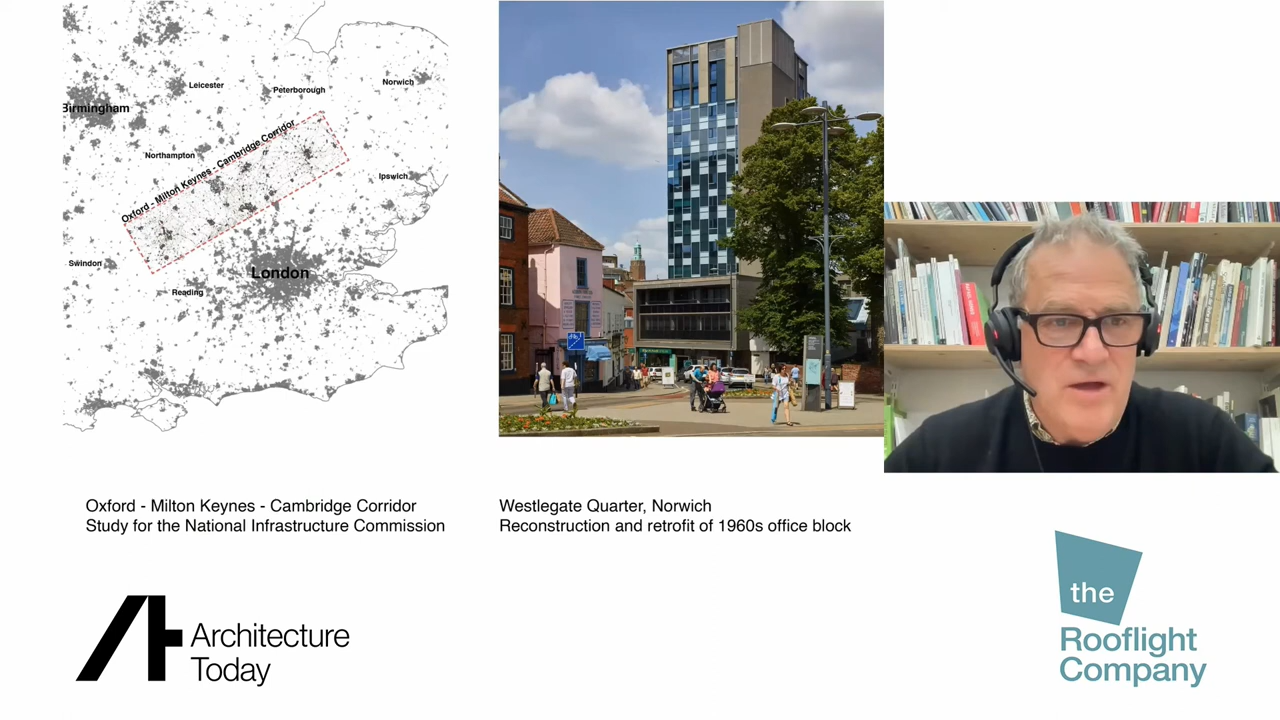 Leicester
Peterborough
Norwich
Birmingham
Oxford - Milton Keynes - Cambridge Corridor
Northampton
Ipswich
Swindon
London
Reading
Oxford - Milton Keynes - Cambridge Corridor
Study for the National Infrastructure Commission
Westlegate Quarter, Norwich
Reconstruction and retrofit of 1960s office block
Architecture
Today
the
Rooflight
Company